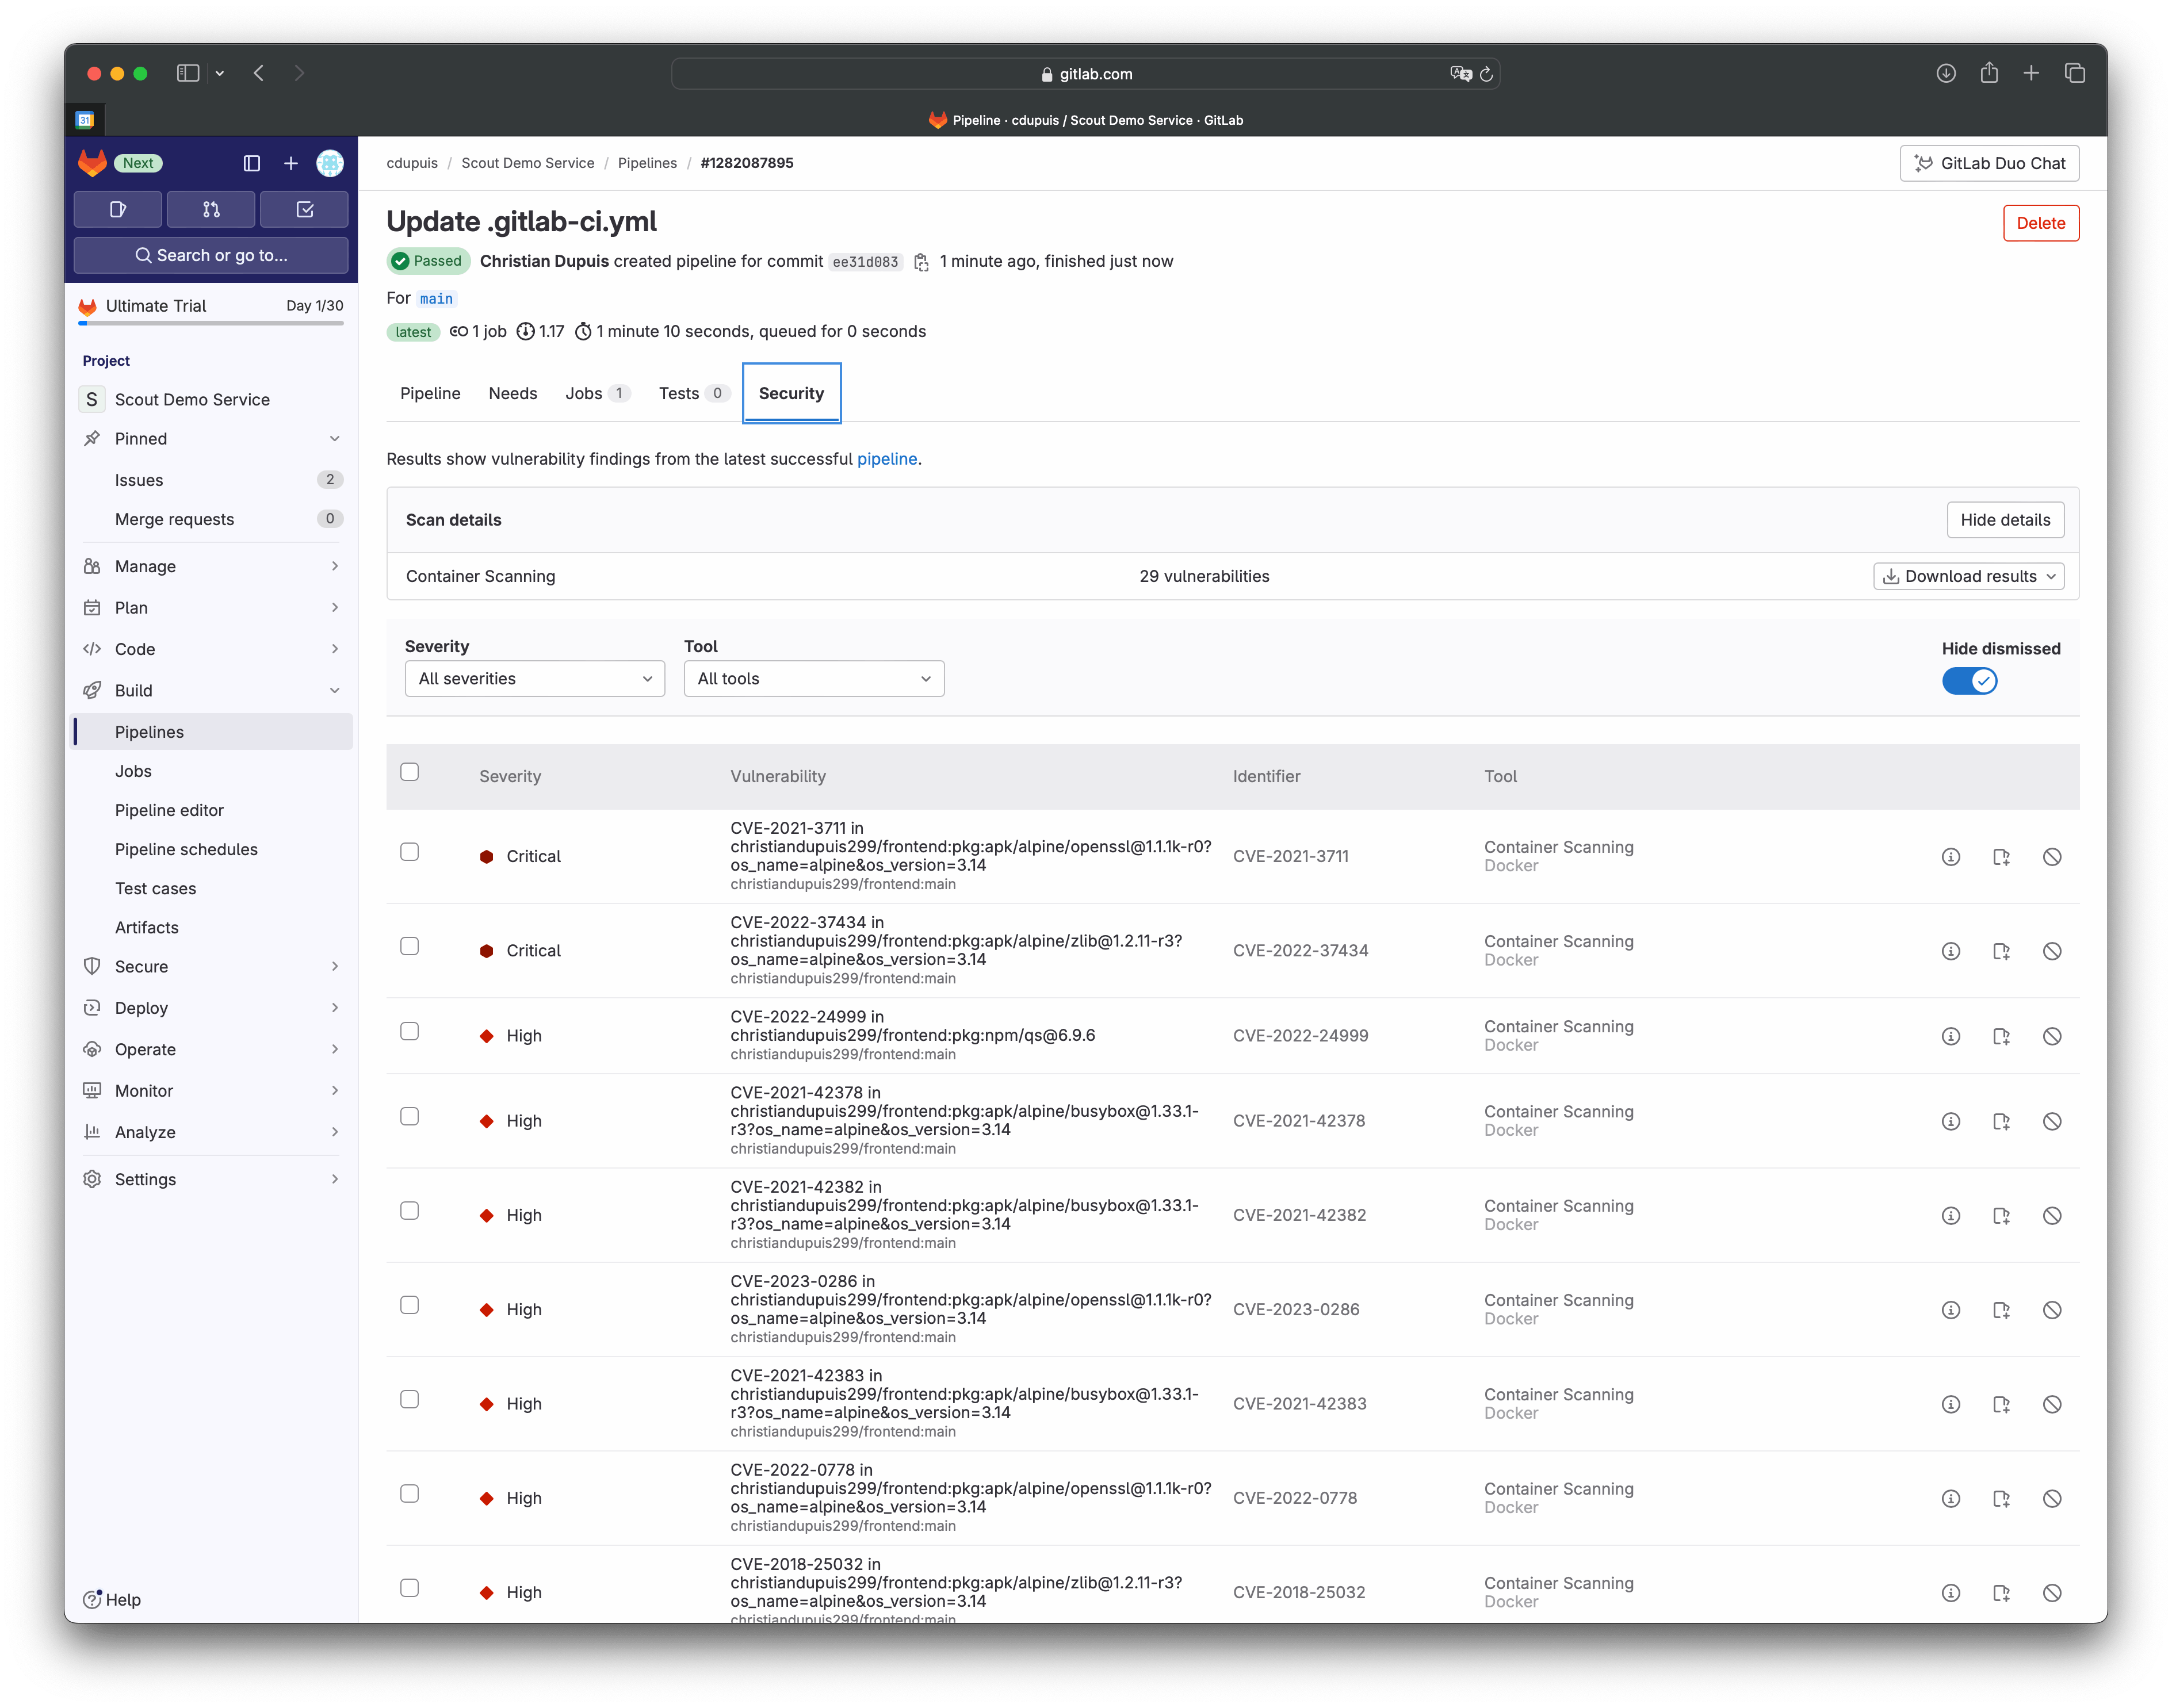 gitlab.com
31
Pipeline · cdupuis / Scout Demo Service · GitLab
Next
Search or go to...
Ultimate Trial Day 1/30
Project
S Scout Demo Service
Pinned
Issues 2
Merge requests 0
Manage
Plan
Code
Build
Pipelines
Jobs
Pipeline editor
Pipeline schedules
Test cases
Artifacts
Secure
Deploy
Operate
Monitor
Analyze
Settings
Help
cdupuis / Scout Demo Service / Pipelines / #1282087895
GitLab Duo Chat
Update .gitlab-ci.yml
Delete
Passed Christian Dupuis created pipeline for commit ee31d083 1 minute ago, finished just now
For main
latest 1 job 1.17 1 minute 10 seconds, queued for 0 seconds
Pipeline Needs Jobs 1 Tests 0 Security
Results show vulnerability findings from the latest successful pipeline.
Scan details Hide details
Container Scanning 29 vulnerabilities Download results
Severity Tool Hide dismissed
All severities All tools
Severity Vulnerability Identifier Tool
CVE-2021-3711 in
christiandupuis299/frontend:pkg:apk/alpine/openssl@1.1.1k-r0?
os_name=alpine&os_version=3.14
christiandupuis299/frontend:main
Critical
CVE-2021-3711
Container Scanning
Docker
CVE-2022-37434 in
christiandupuis299/frontend:pkg:apk/alpine/zlib@1.2.11-r3?
os_name=alpine&os_version=3.14
christiandupuis299/frontend:main
Critical
CVE-2022-37434
Container Scanning
Docker
CVE-2022-24999 in
christiandupuis299/frontend:pkg:npm/qs@6.9.6
christiandupuis299/frontend:main
High
CVE-2022-24999
Container Scanning
Docker
CVE-2021-42378 in
christiandupuis299/frontend:pkg:apk/alpine/busybox@1.33.1-
r3?os_name=alpine&os_version=3.14
christiandupuis299/frontend:main
High
CVE-2021-42378
Container Scanning
Docker
CVE-2021-42382 in
christiandupuis299/frontend:pkg:apk/alpine/busybox@1.33.1-
r3?os_name=alpine&os_version=3.14
christiandupuis299/frontend:main
High
CVE-2021-42382
Container Scanning
Docker
CVE-2023-0286 in
christiandupuis299/frontend:pkg:apk/alpine/openssl@1.1.1k-r0?
os_name=alpine&os_version=3.14
christiandupuis299/frontend:main
High
CVE-2023-0286
Container Scanning
Docker
CVE-2021-42383 in
christiandupuis299/frontend:pkg:apk/alpine/busybox@1.33.1-
r3?os_name=alpine&os_version=3.14
christiandupuis299/frontend:main
High
CVE-2021-42383
Container Scanning
Docker
CVE-2022-0778 in
christiandupuis299/frontend:pkg:apk/alpine/openssl@1.1.1k-r0?
os_name=alpine&os_version=3.14
christiandupuis299/frontend:main
High
CVE-2022-0778
Container Scanning
Docker
CVE-2018-25032 in
christiandupuis299/frontend:pkg:apk/alpine/zlib@1.2.11-r3?
os_name=alpine&os_version=3.14
christiandupuis299/frontend:main
High
CVE-2018-25032
Container Scanning
Docker